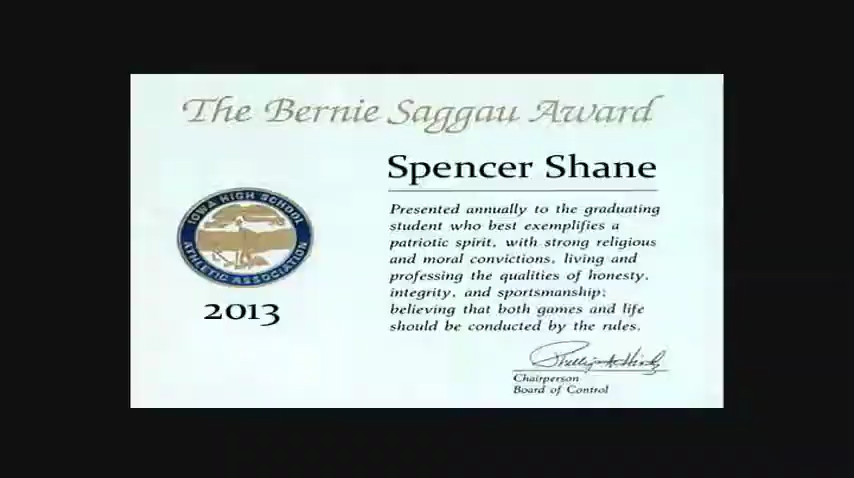 The Bernie Saggau Award
Spencer Shane
IOWA HIGH SCHOOL
ATHLETIC ASSOCIATION
2013
Presented annually to the graduating
student who best exemplifies a
patriotic spirit, with strong religious
and moral convictions, living and
professing the qualities of honesty,
integrity, and sportsmanship;
believing that both games and life
should be conducted by the rules.
Chairperson
Board of Control